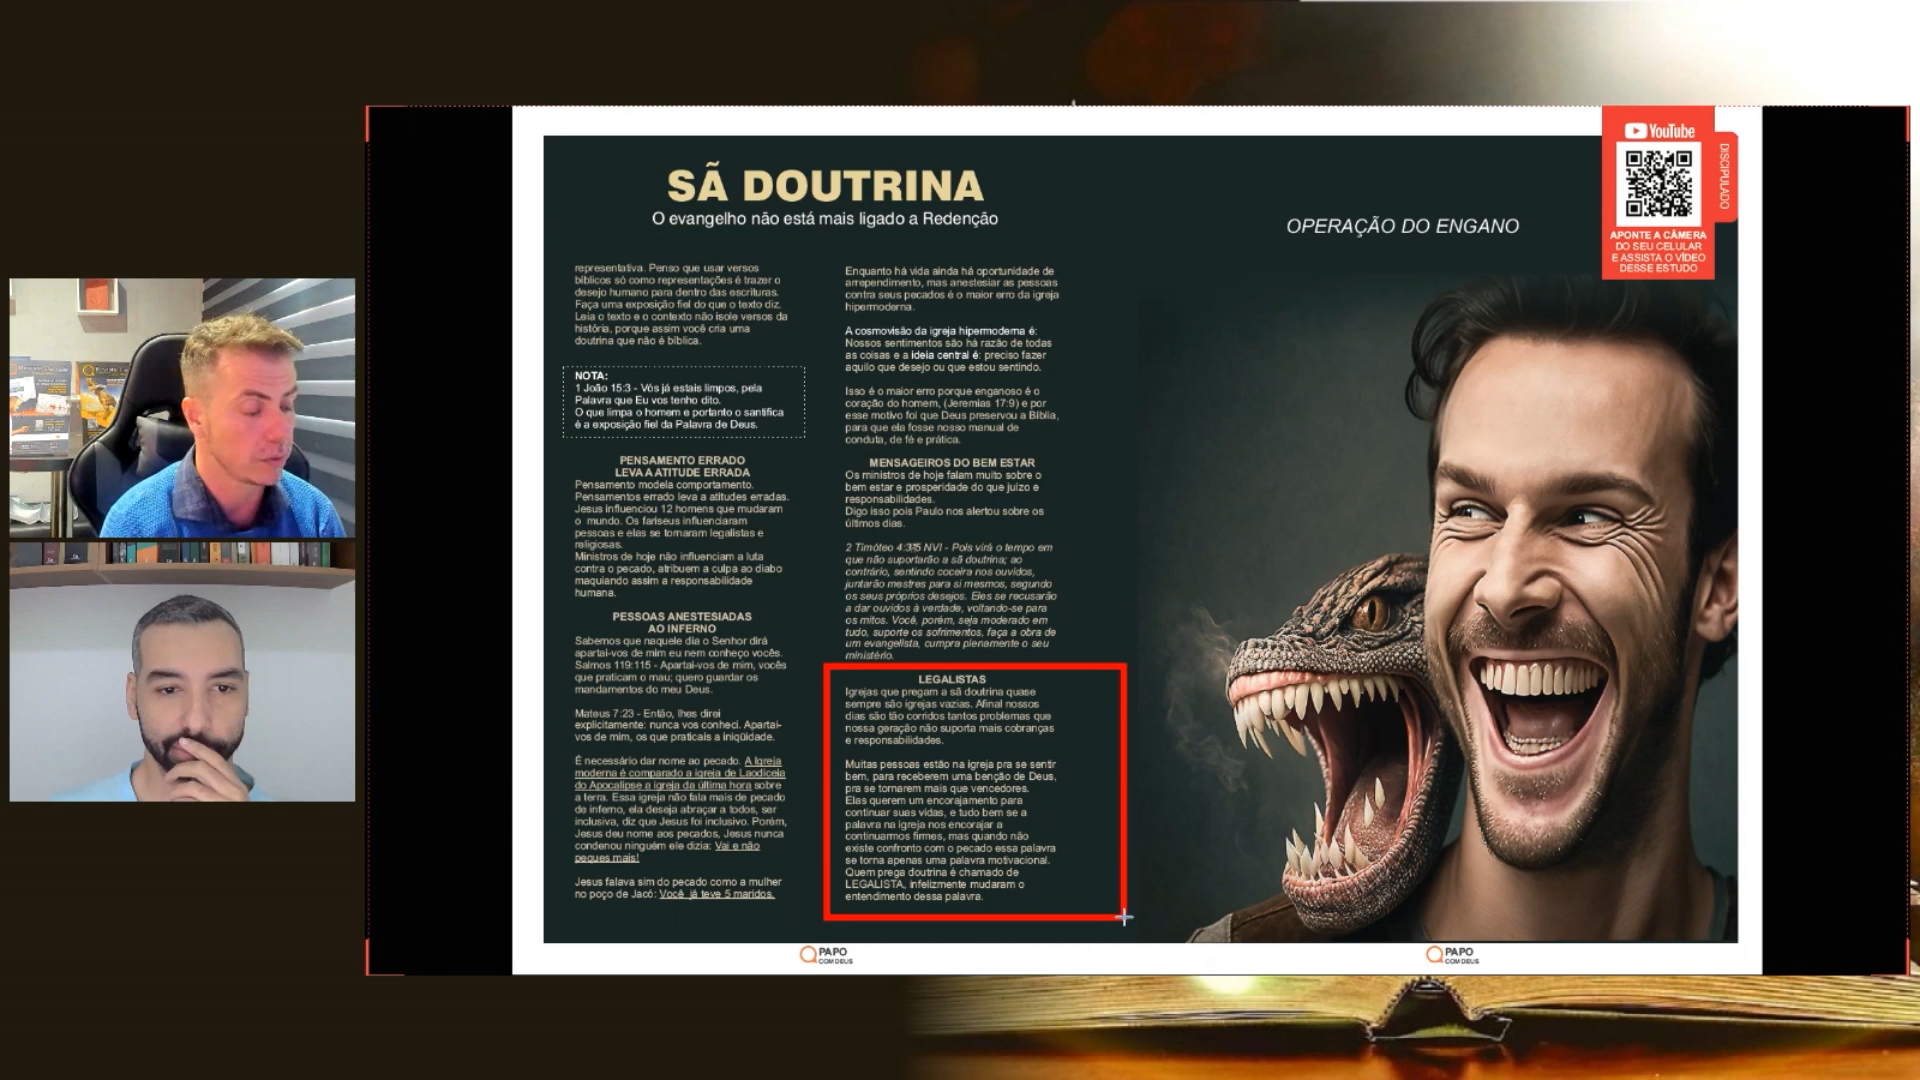 SÃ DOUTRINA
O evangelho não está mais ligado a Redenção
representativa. Penso que usar versos
bíblicos só como representações é trazer o
desejo humano para dentro das escrituras.
Faça uma exposição fiel do que o texto diz.
Leia o texto e o contexto não isole versos da
história, porque assim você cria uma
doutrina que não é bíblica.
NOTA:
1 João 15:3 - Vós já estais limpos, pela
Palavra que Eu vos tenho dito.
O que limpa o homem e portanto o santifica
é a exposição fiel da Palavra de Deus.
PENSAMENTO ERRADO
LEVA A ATITUDE ERRADA
Pensamento modela comportamento.
Pensamentos errado leva a atitudes erradas.
Jesus influenciou 12 homens que mudaram
o mundo. Os fariseus influenciaram
pessoas e elas se tornaram legalistas e
religiosas.
Ministros de hoje não influenciam a luta
contra o pecado, atribuem a culpa ao diabo
maquiando assim a responsabilidade
humana.
PESSOAS ANESTESIADAS
AO INFERNO
Sabemos que naquele dia o Senhor dirá
apartai-vos de mim eu nem conheço vocês.
Salmos 119:115 - Apartai-vos de mim, vocês
que praticam o mau; quero guardar os
mandamentos do meu Deus.
Mateus 7:23 - Então, lhes direi
explicitamente: nunca vos conheci. Apartai-
vos de mim, os que praticais a iniqüidade.
É necessário dar nome ao pecado. A Igreja
moderna é comparado a igreja de Laodiceia
do Apocalipse a igreja da última hora sobre
a terra. Essa igreja não fala mais de pecado
de inferno, ela deseja abraçar a todos, ser
inclusiva, diz que Jesus foi inclusivo. Porém,
Jesus deu nome aos pecados, Jesus nunca
condenou ninguém ele dizia: Vai e não
peques mais!
Jesus falava sim do pecado como a mulher
no poço de Jacó: Você já teve 5 maridos.
Enquanto há vida ainda há oportunidade de
arrependimento, mas anestesiar as pessoas
contra seus pecados é o maior erro da igreja
hipermoderna.
A cosmovisão da igreja hipermoderna é:
Nossos sentimentos são há razão de todas
as coisas e a ideia central é: preciso fazer
aquilo que desejo ou que estou sentindo.
Isso é o maior erro porque enganoso é o
coração do homem, (Jeremias 17:9) e por
esse motivo foi que Deus preservou a Bíblia,
para que ela fosse nosso manual de
conduta, de fé e prática.
MENSAGEIROS DO BEM ESTAR
Os ministros de hoje falam muito sobre o
bem estar e prosperidade do que juízo e
responsabilidades.
Digo isso pois Paulo nos alertou sobre os
últimos dias.
2 Timóteo NVI - Pois virá o tempo em
que não suportarão a sã doutrina; ao
contrário, sentindo coceira nos ouvidos,
juntarão mestres para si mesmos, segundo
os seus próprios desejos. Eles se recusarão
a dar ouvidos à verdade, voltando-se para
os mitos. Você, porém, seja moderado em
tudo, suporte os sofrimentos, faça a obra de
um evangelista, cumpra plenamente o seu
ministério.
LEGALISTAS
Igrejas que pregam a sã doutrina quase
sempre são igrejas vazias. Afinal nossos
dias são tão corridos tantos problemas que
nossa geração não suporta mais cobranças
e responsabilidades.
Muitas pessoas estão na igreja pra se sentir
bem, para receberem uma benção de Deus,
pra se tornarem mais que vencedores.
Elas querem um encorajamento para
continuar suas vidas, e tudo bem se a
palavra na igreja nos encorajar a
continuarmos firmes, mas quando não
existe confronto com o pecado essa palavra
se torna apenas uma palavra motivacional.
Quem prega doutrina é chamado de
LEGALISTA, infelizmente mudaram o
entendimento dessa palavra.
OPERAÇÃO DO ENGANO
YouTube
DISCIPULADO
APONTE A CÂMERA
DO SEU CELULAR
E ASSISTA O VÍDEO
DESSE ESTUDO
PAPO
COM DEUS
PAPO
COM DEUS